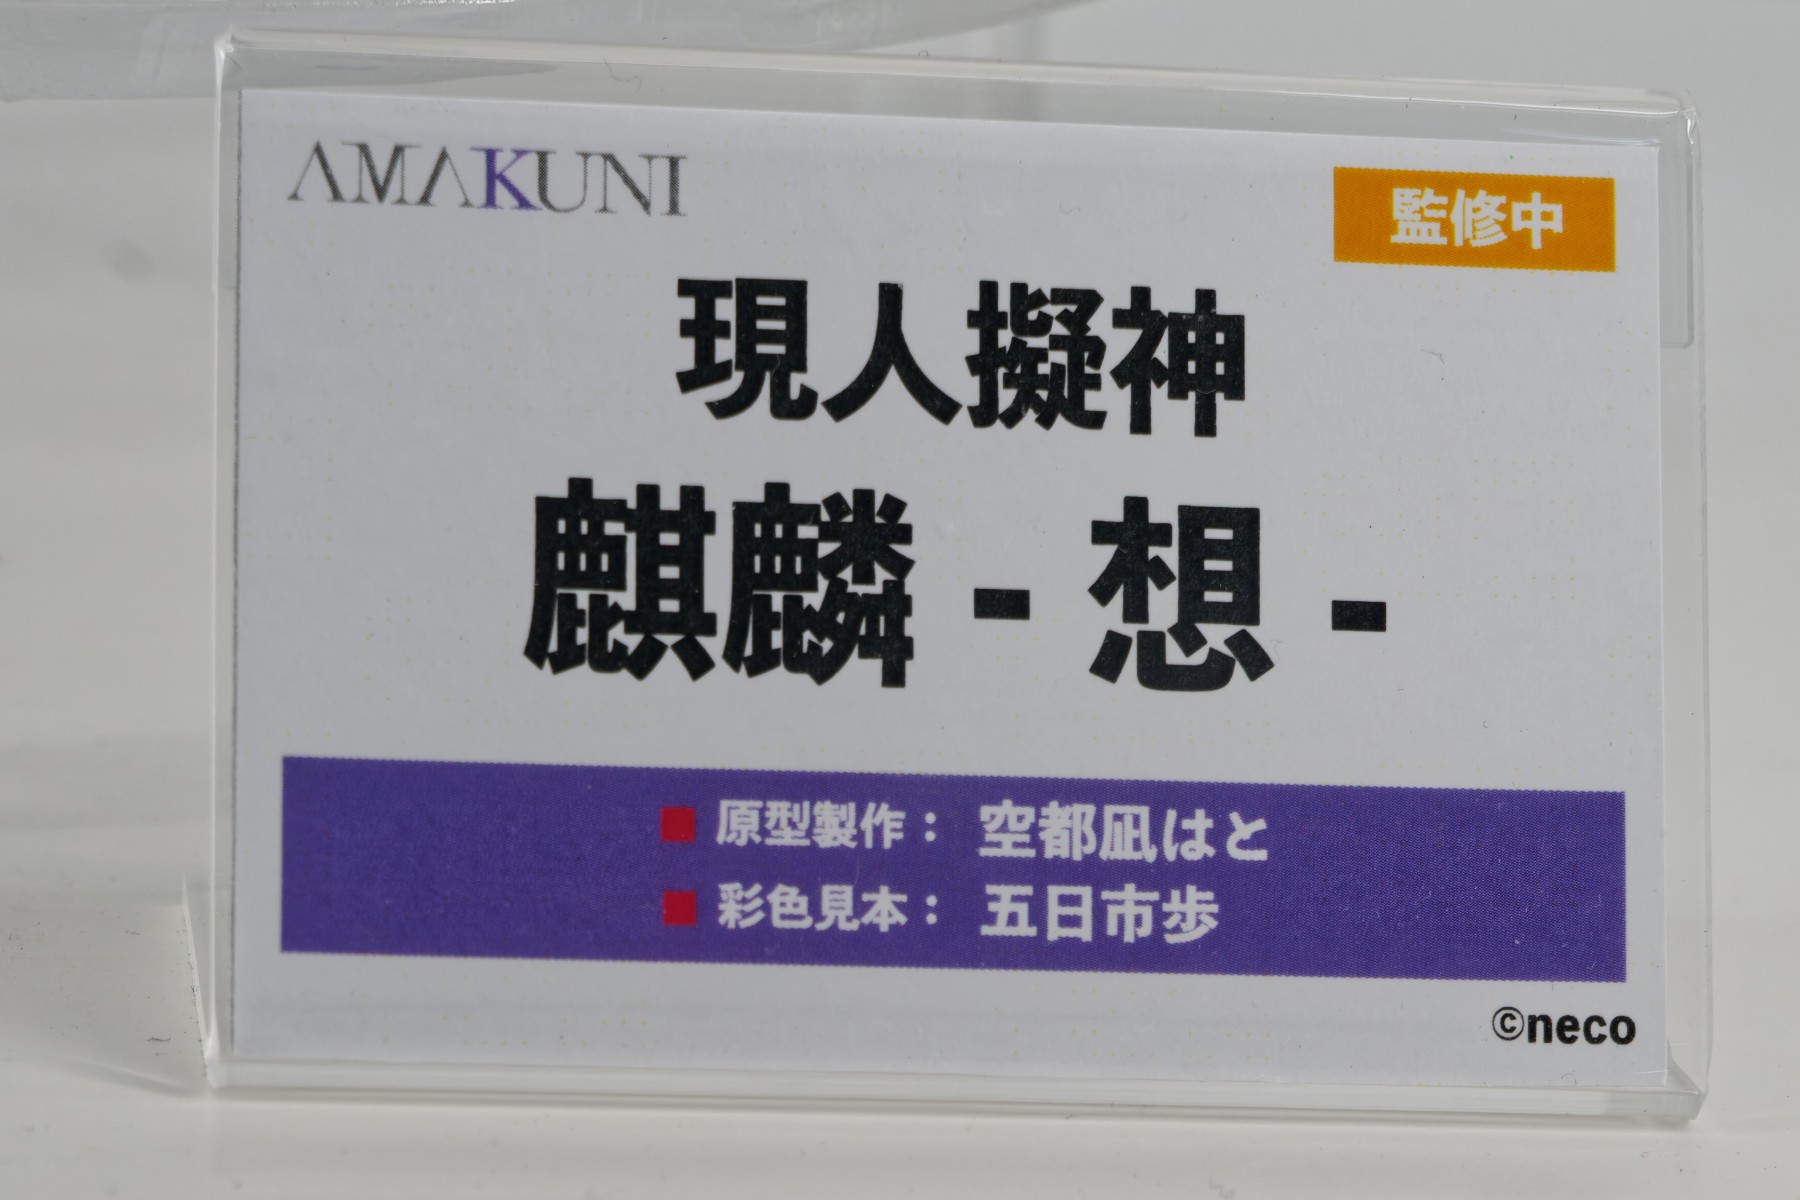 AMAKUNI
監修中
現人擬神
麒麟 - 想 -
■ 原型製作： 空都凪はと
■ 彩色見本： 五日市歩
©neco